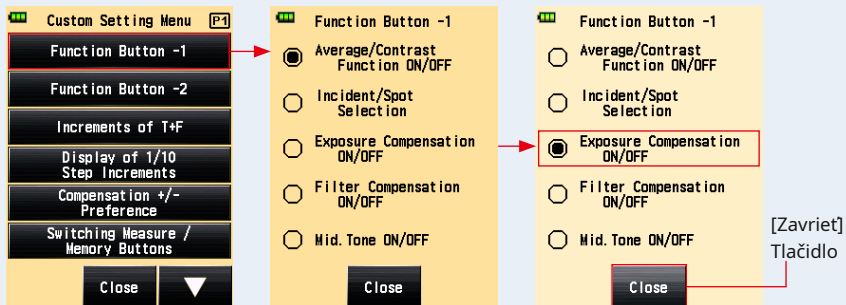 Custom Setting Menu P1
Function Button -1
Function Button -2
Increments of T+F
Display of 1/10
Step Increments
Compensation +/-
Preference
Switching Measure /
Memory Buttons
Close
Function Button -1
Average/Contrast
Function ON/OFF
Incident/Spot
Selection
Exposure Compensation
ON/OFF
Filter Compensation
ON/OFF
Mid. Tone ON/OFF
Close
Function Button -1
Average/Contrast
Function ON/OFF
Incident/Spot
Selection
Exposure Compensation
ON/OFF
Filter Compensation
ON/OFF
Mid. Tone ON/OFF
Close
[Zavrieť]
Tlačidlo